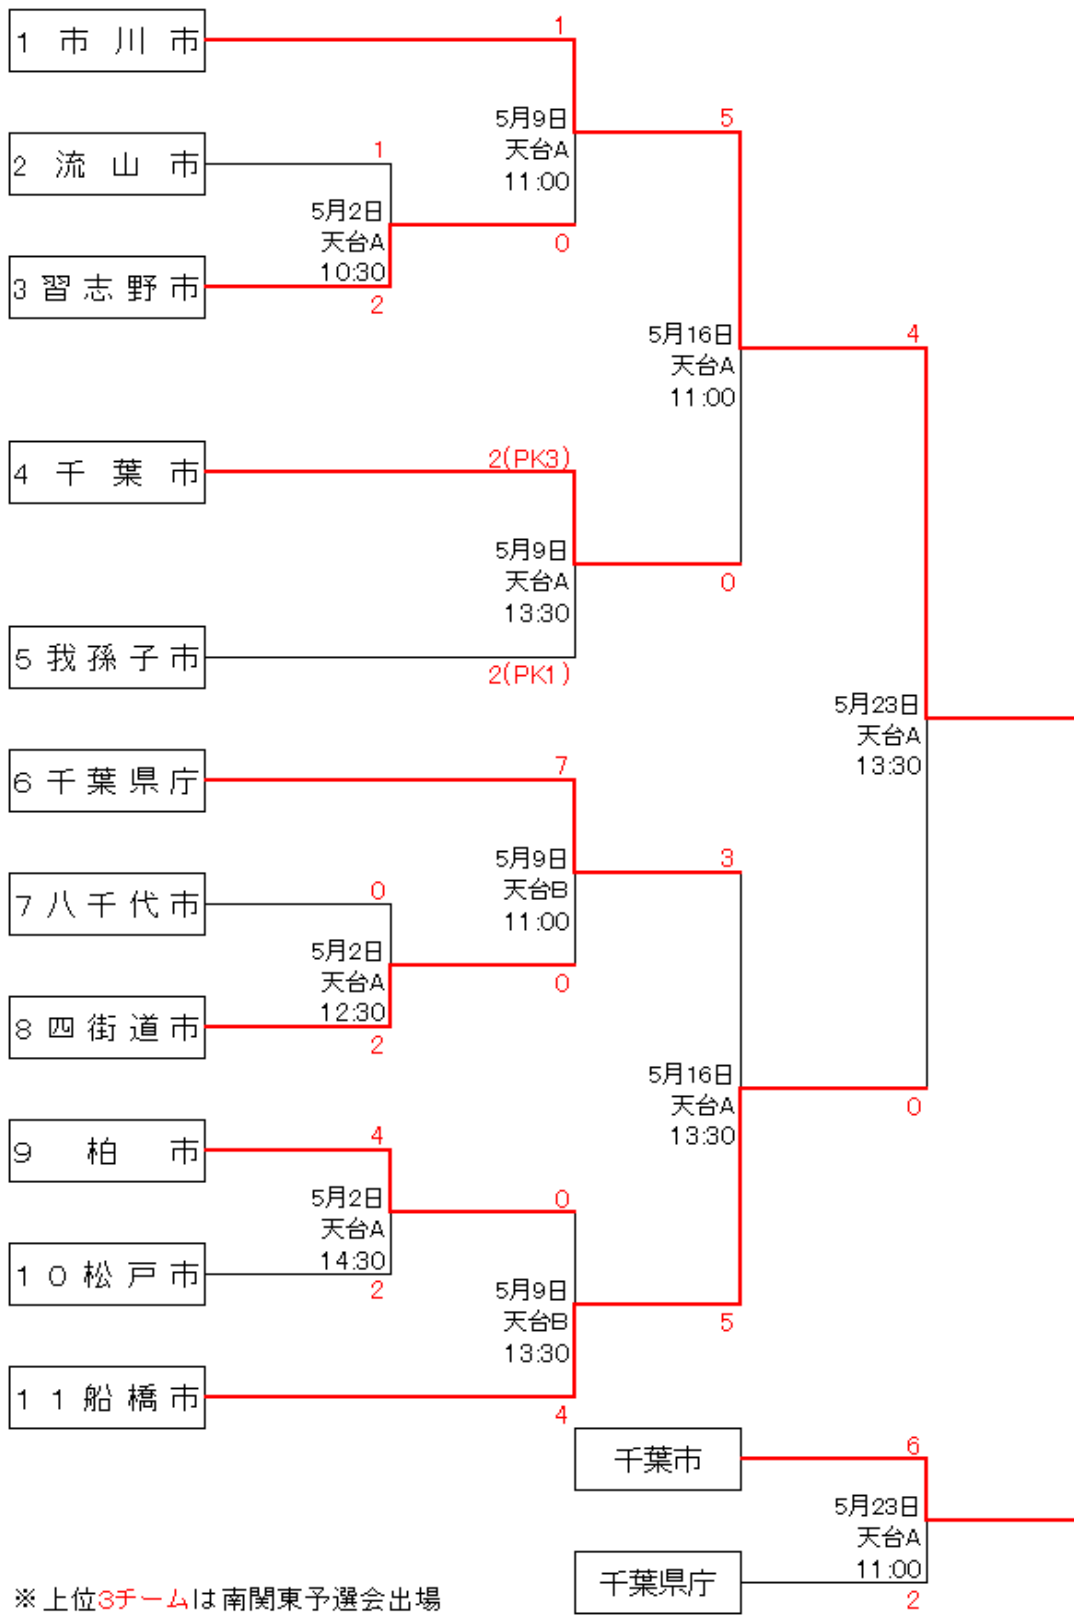 1
1 市川市
5月9日
天台A
11:00
5
2 流山市
1
5月2日
天台A
10:30
0
3 習志野市
2
5月16日
天台A
11:00
4
4 千葉市
2(PK3)
5月9日
天台A
13:30
0
5 我孫子市
2(PK1)
5月23日
天台A
13:30
6 千葉県庁
7
5月9日
天台B
11:00
3
7 八千代市
0
5月2日
天台A
12:30
0
8 四街道市
2
5月16日
天台A
13:30
0
9 柏市
4
5月2日
天台A
14:30
0
10 松戸市
2
5月9日
天台B
13:30
5
11 船橋市
4
千葉市
6
5月23日
天台A
11:00
千葉県庁
2
※上位3チームは南関東予選会出場